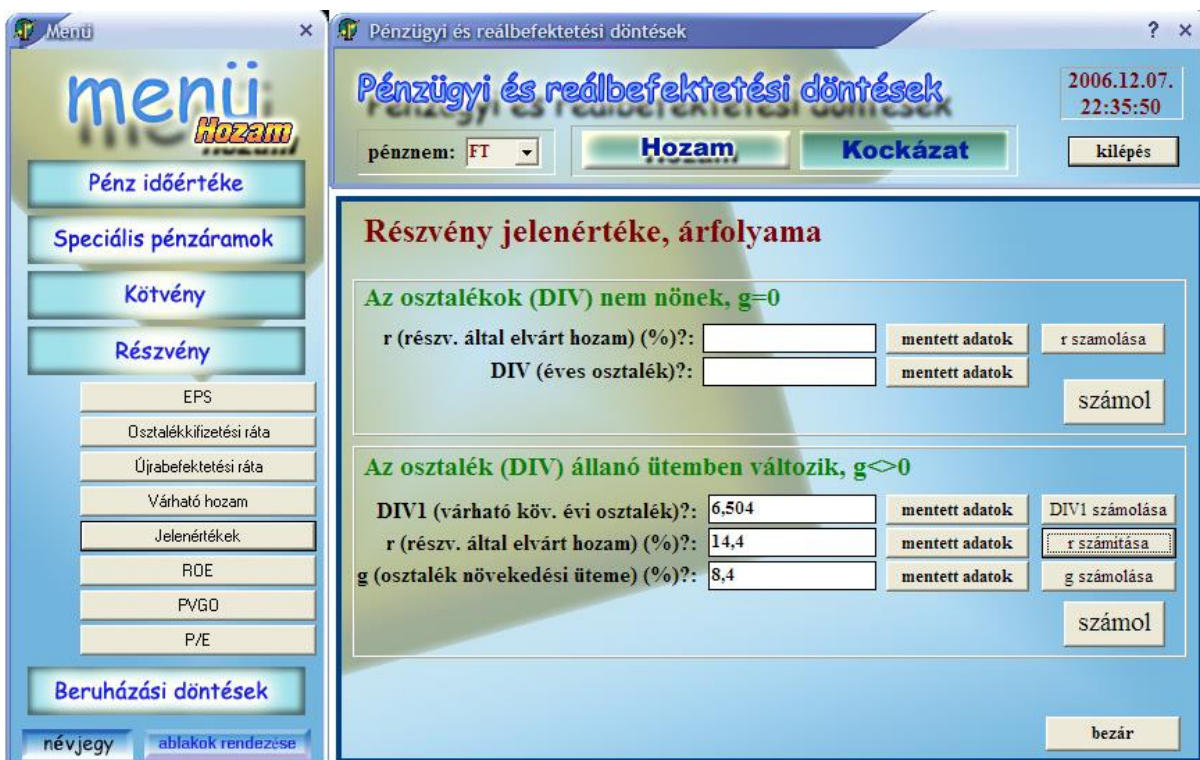 Menü
menü
Hozam
Pénz időértéke
Speciális pénzáramok
Kötvény
Részvény
EPS
Osztalékkifizetési ráta
Újrabefektetési ráta
Várható hozam
Jelenértékek
ROE
PVGO
P/E
Beruházási döntések
névjegy ablakok rendezése
Pénzügyi és reálbefektetési döntések
Pénzügyi és reálbefektetési döntések
2006.12.07.
22:35:50
pénznem: FT Hozam Kockázat kilépés
Részvény jelenértéke, árfolyama
Az osztalékok (DIV) nem nönek, g=0
r (részv. által elvárt hozam) (%)?: mentett adatok r szamolása
DIV (éves osztalék)?: mentett adatok
számol
Az osztalék (DIV) állanó ütemben változik, g<>0
DIV1 (várható köv. évi osztalék)?: 6,504 mentett adatok DIV1 számolása
r (részv. által elvárt hozam) (%)?: 14,4 mentett adatok r számítása
g (osztalék növekedési üteme) (%)?: 8,4 mentett adatok g számolása
számol
bezár